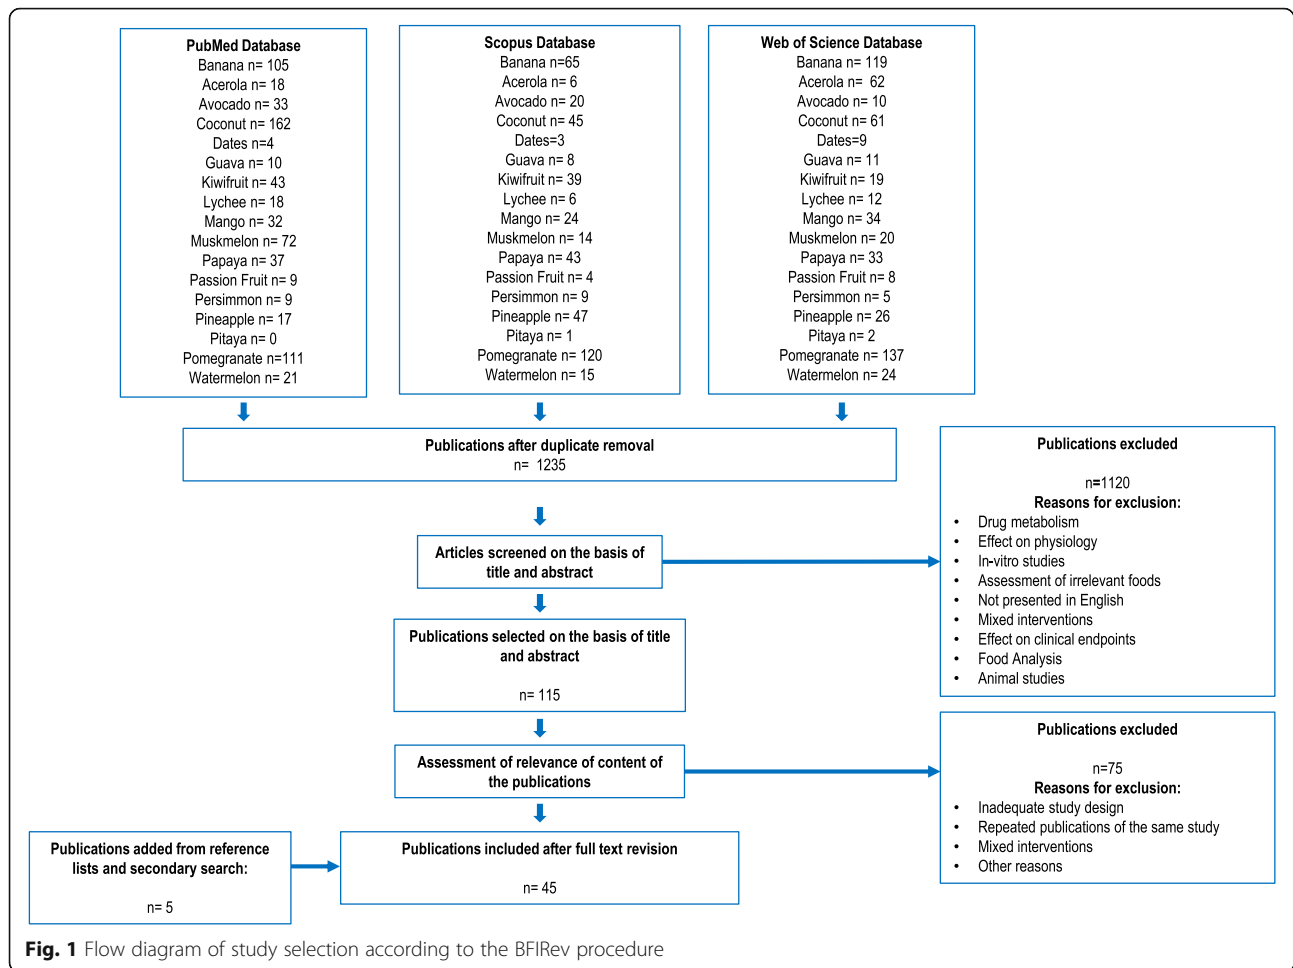 PubMed Database
Banana n= 105
Acerola n= 18
Avocado n= 33
Coconut n= 162
Dates n=4
Guava n= 10
Kiwifruit n= 43
Lychee n= 18
Mango n= 32
Muskmelon n= 72
Papaya n= 37
Passion Fruit n= 9
Persimmon n= 9
Pineapple n= 17
Pitaya n= 0
Pomegranate n=111
Watermelon n= 21
Scopus Database
Banana n=65
Acerola n= 6
Avocado n= 20
Coconut n= 45
Dates=3
Guava n= 8
Kiwifruit n= 39
Lychee n= 6
Mango n= 24
Muskmelon n= 14
Papaya n= 43
Passion Fruit n= 4
Persimmon n= 9
Pineapple n= 47
Pitaya n= 1
Pomegranate n= 120
Watermelon n= 15
Web of Science Database
Banana n= 119
Acerola n=  62
Avocado n= 10
Coconut n= 61
Dates=9
Guava n= 11
Kiwifruit n= 19
Lychee n= 12
Mango n= 34
Muskmelon n= 20
Papaya n= 33
Passion Fruit n= 8
Persimmon n= 5
Pineapple n= 26
Pitaya n= 2
Pomegranate n= 137
Watermelon n= 24
Publications after duplicate removal
n=  1235
Articles screened on the basis of
title and abstract
Publications excluded
n=1120
Reasons for exclusion:
• Drug metabolism
• Effect on physiology
• In-vitro studies
• Assessment of irrelevant foods
• Not presented in English
• Mixed interventions
• Effect on clinical endpoints
• Food Analysis
• Animal studies
Publications selected on the basis of title
and abstract
n= 115
Assessment of relevance of content of
the publications
Publications excluded
n=75
Reasons for exclusion:
• Inadequate study design
• Repeated publications of the same study
• Mixed interventions
• Other reasons
Publications added from reference
lists and secondary search:
n= 5
Publications included after full text revision
n= 45
Fig. 1 Flow diagram of study selection according to the BFIRev procedure